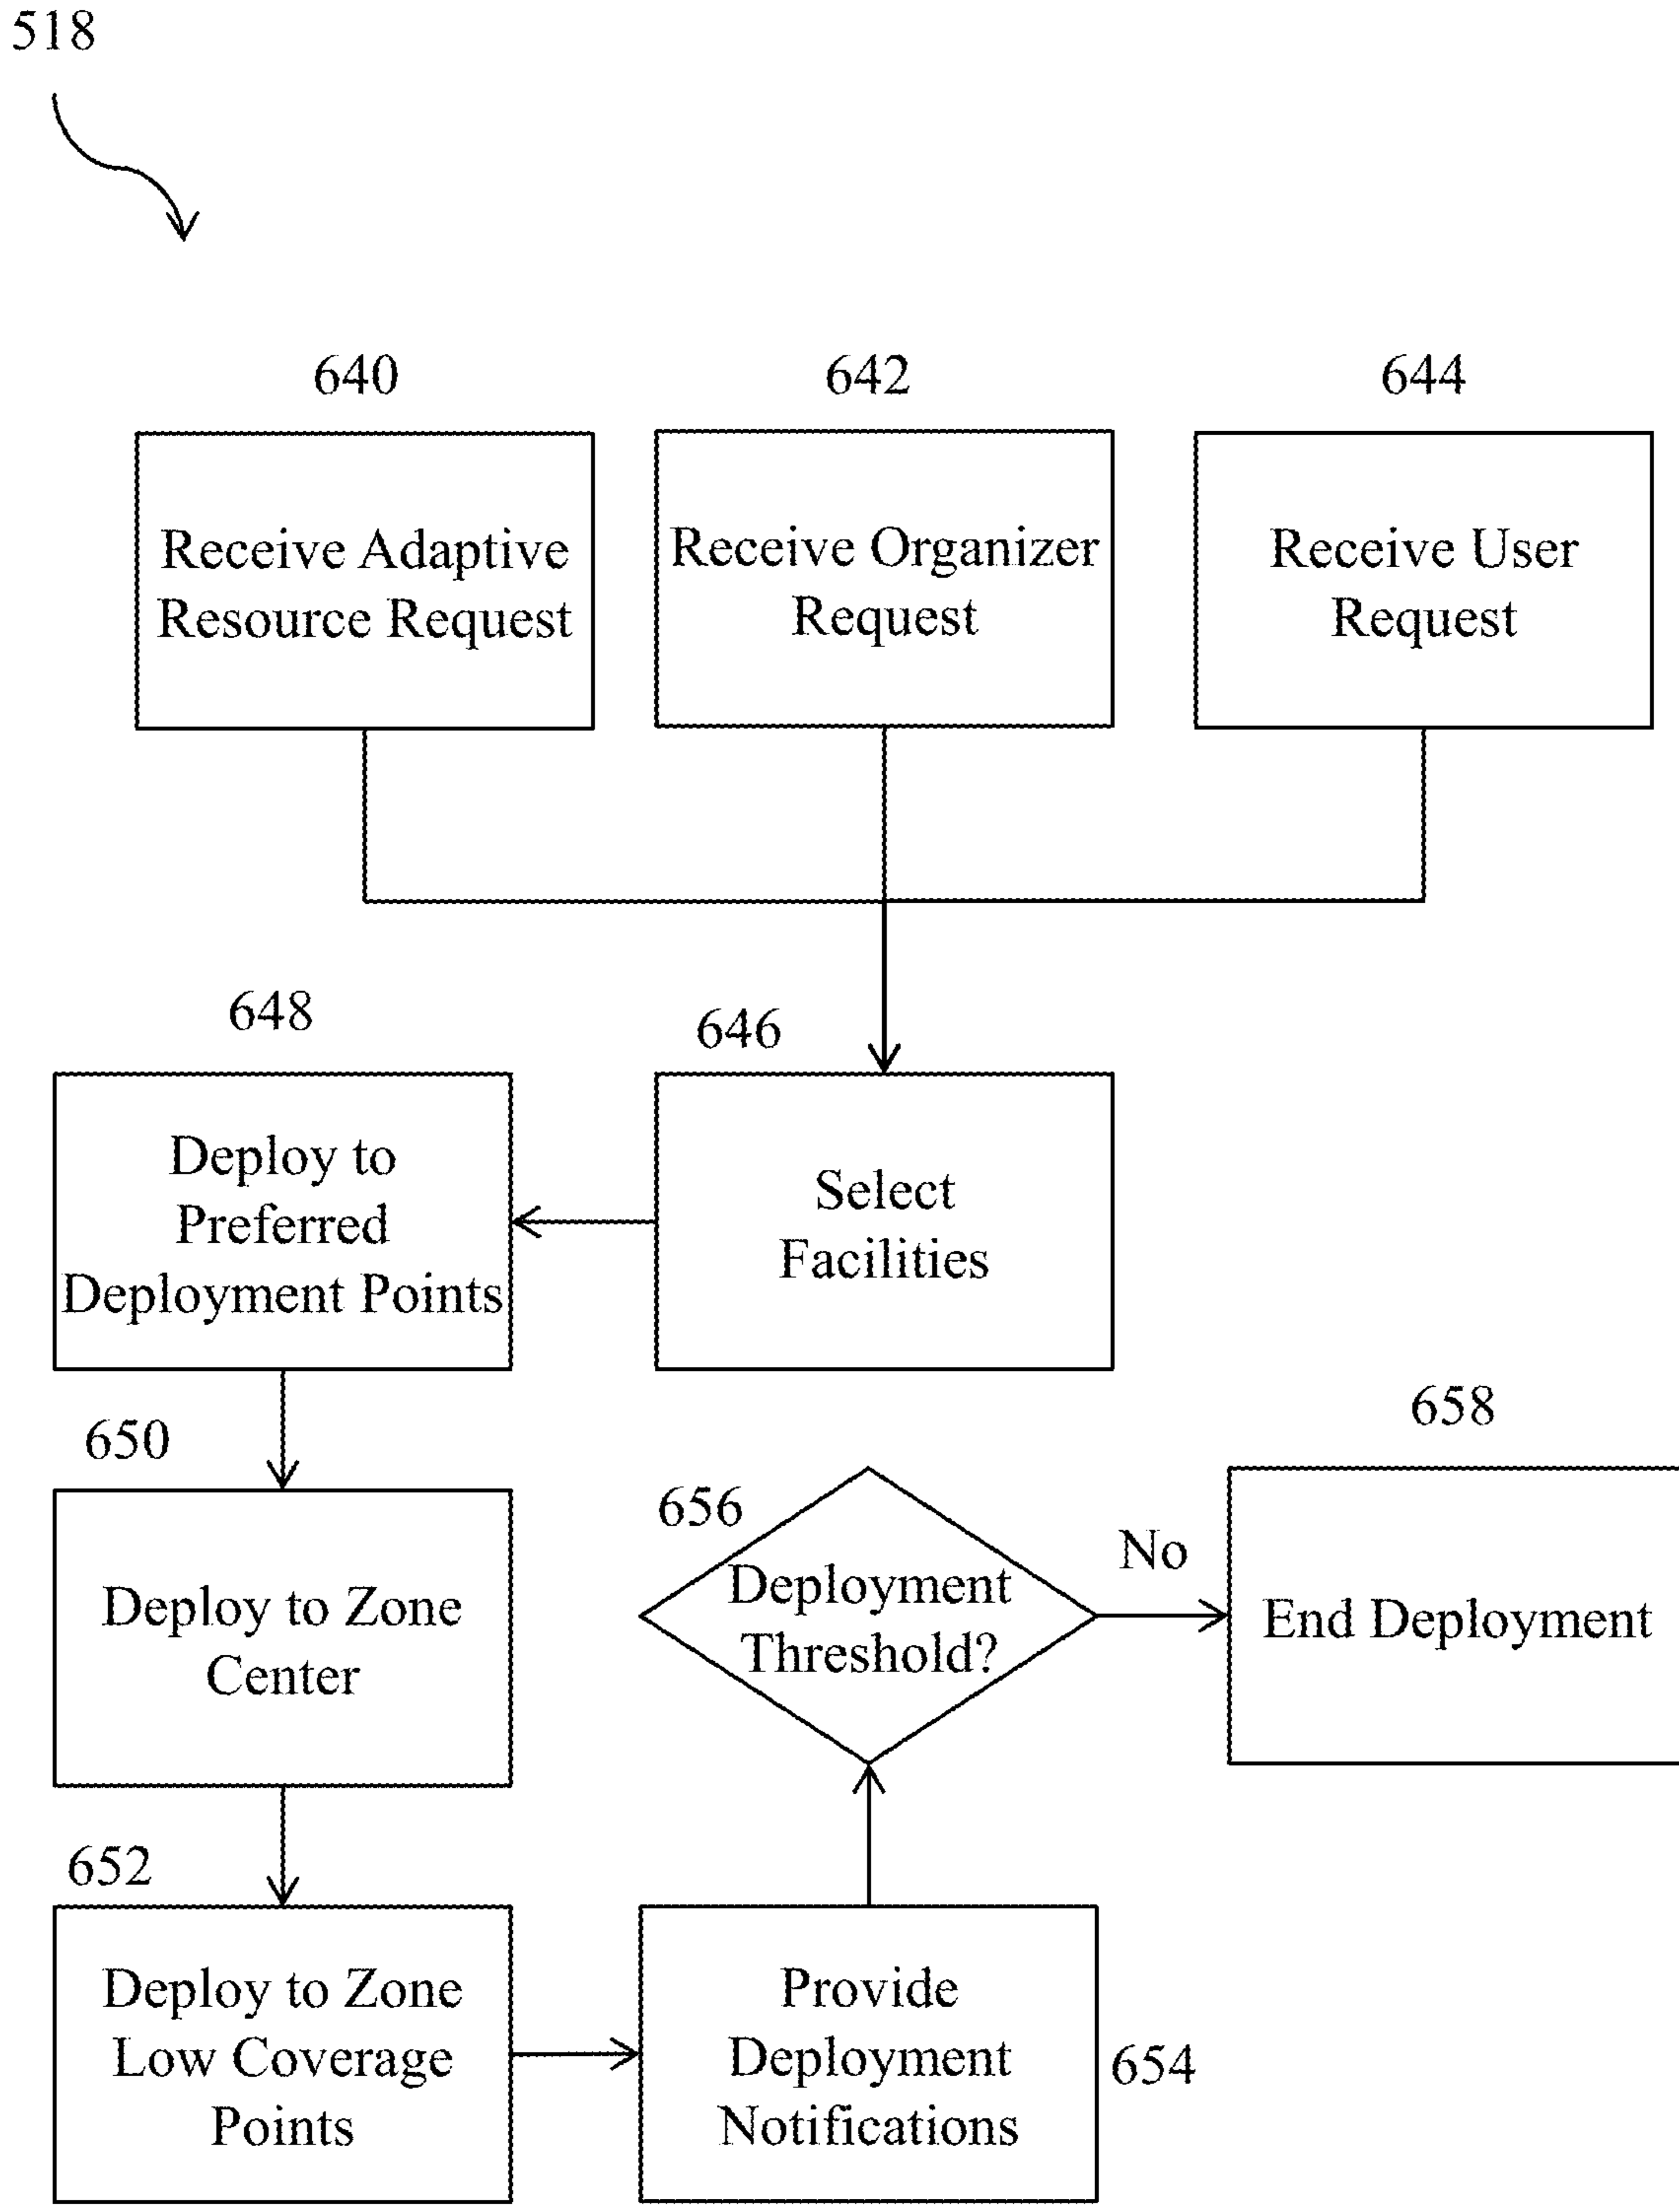 518
640
642
644
Receive Adaptive
Resource Request
Receive Organizer
Request
Receive User
Request
648
646
Deploy to
Preferred
Deployment Points
Select
Facilities
650
656
658
Deploy to Zone
Center
Deployment
Threshold?
No
End Deployment
652
Deploy to Zone
Low Coverage
Points
Provide
Deployment
Notifications
654